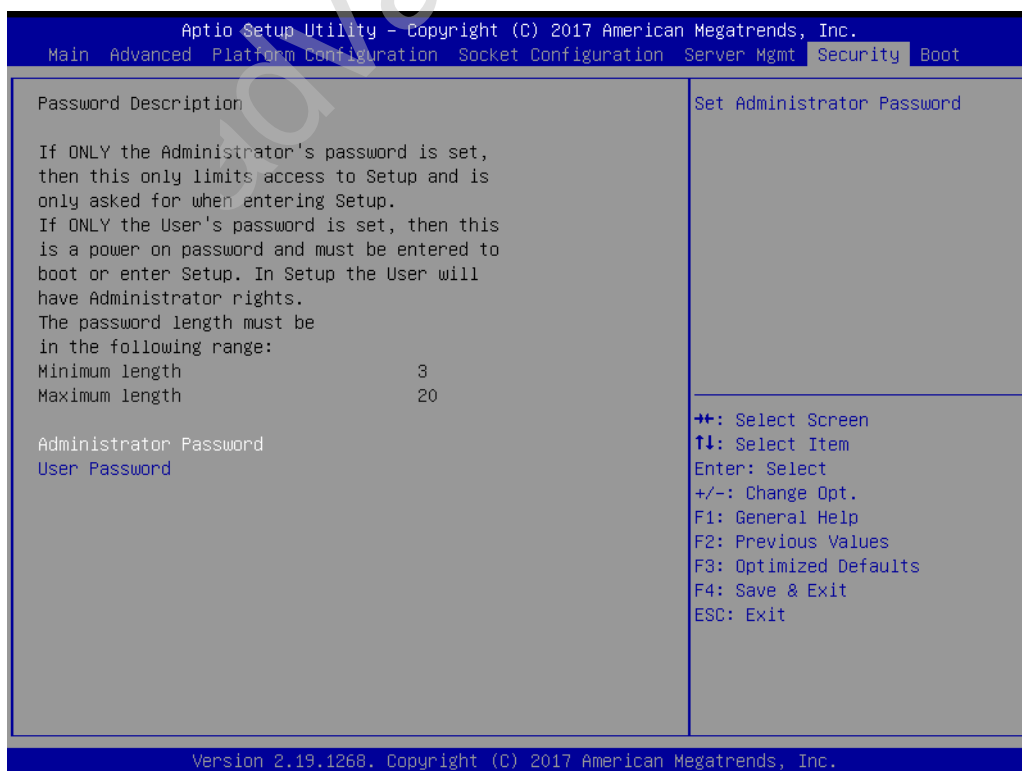 Aptio Setup Utility – Copyright (C) 2017 American Megatrends, Inc.
Main Advanced Platform Configuration Socket Configuration Server Mgmt Security Boot
Password Description
If ONLY the Administrator's password is set,
then this only limits access to Setup and is
only asked for when entering Setup.
If ONLY the User's password is set, then this
is a power on password and must be entered to
boot or enter Setup. In Setup the User will
have Administrator rights.
The password length must be
in the following range:
Minimum length 3
Maximum length 20
Administrator Password
User Password
Set Administrator Password
→←: Select Screen
↑↓: Select Item
Enter: Select
+/-: Change Opt.
F1: General Help
F2: Previous Values
F3: Optimized Defaults
F4: Save & Exit
ESC: Exit
Version 2.19.1268. Copyright (C) 2017 American Megatrends, Inc.